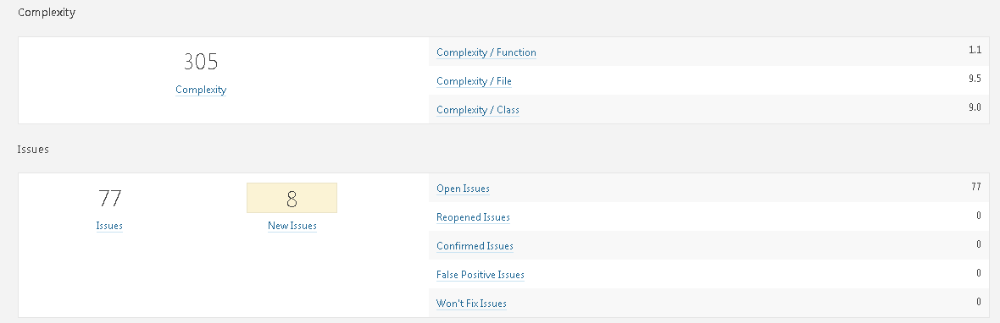 Complexity
305
Complexity
Complexity / Function 1.1
Complexity / File 9.5
Complexity / Class 9.0
Issues
77
Issues
8
New Issues
Open Issues 77
Reopened Issues 0
Confirmed Issues 0
False Positive Issues 0
Won't Fix Issues 0